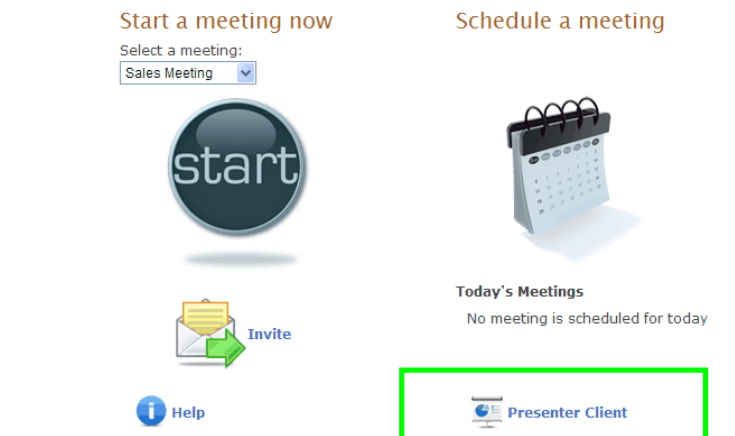 Start a meeting now
Select a meeting:
Sales Meeting
start
Invite
Help
Schedule a meeting
Today's Meetings
No meeting is scheduled for today
Presenter Client